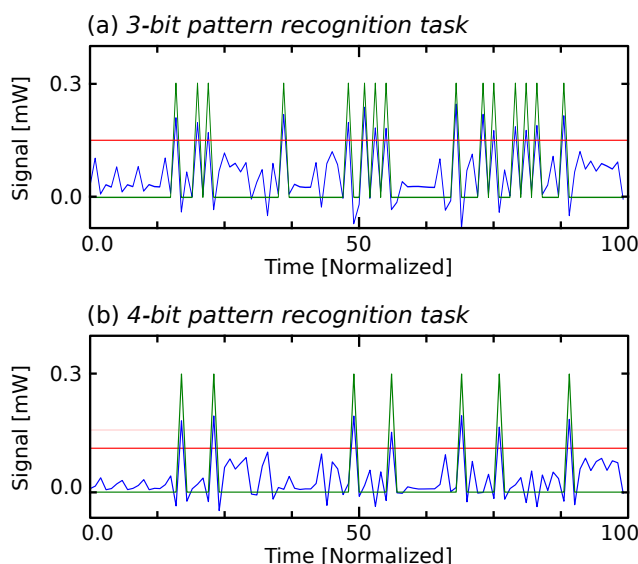 (a) 3-bit pattern recognition task
Signal [mW]
0.3
0.0
0.0 50 100
Time [Normalized]
(b) 4-bit pattern recognition task
Signal [mW]
0.3
0.0
0.0 50 100
Time [Normalized]